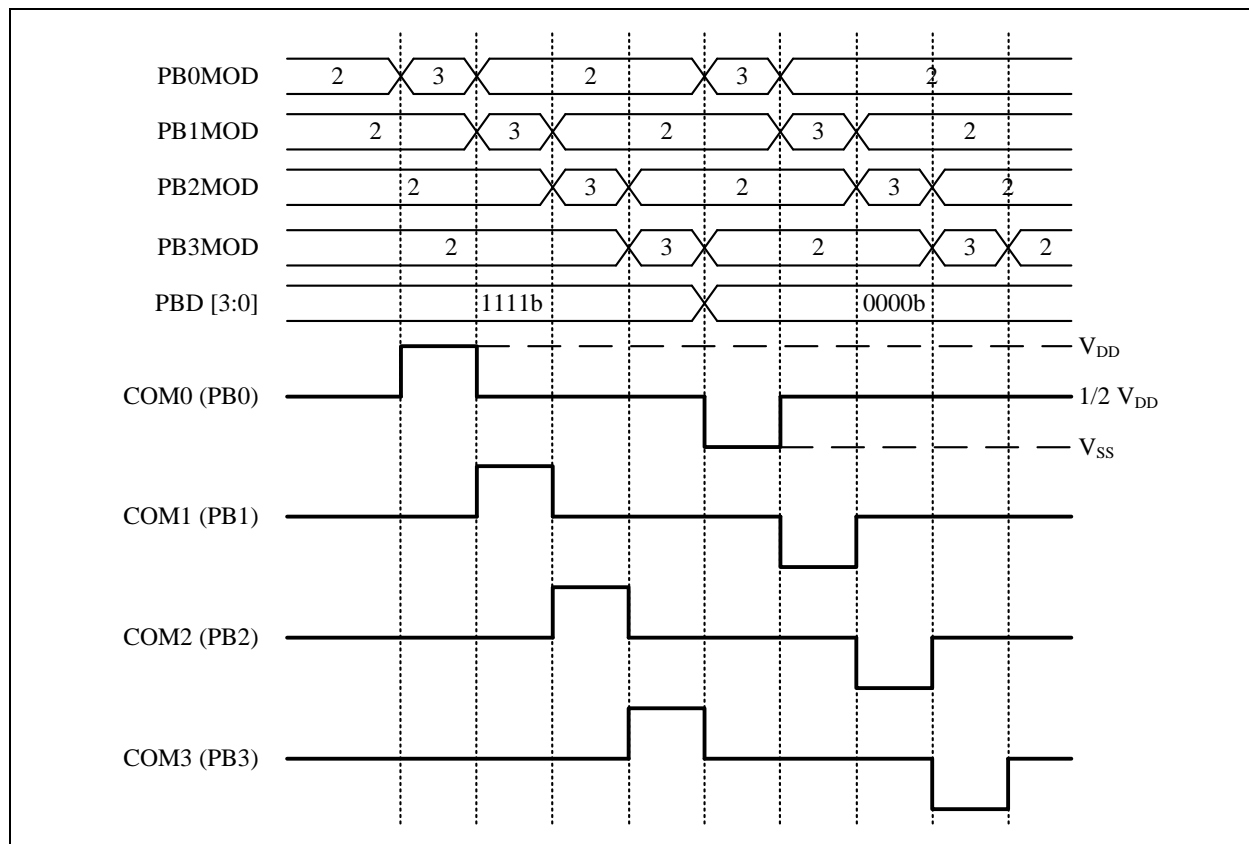 PB0MOD 2 3 2 3 2
PB1MOD 2 3 2 3 2
PB2MOD 2 3 2 3 2
PB3MOD 2 3 2 3 2
PBD [3:0] 1111b 0000b
VDD
COM0 (PB0) 1/2 VDD
VSS
COM1 (PB1)
COM2 (PB2)
COM3 (PB3)